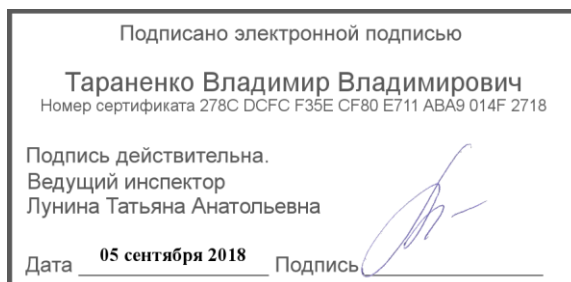 Подписано электронной подписью
Тараненко Владимир Владимирович
Номер сертификата 278C DCFC F35E CF80 E711 ABA9 014F 2718
Подпись действительна.
Ведущий инспектор
Лунина Татьяна Анатольевна
Дата 05 сентября 2018 Подпись